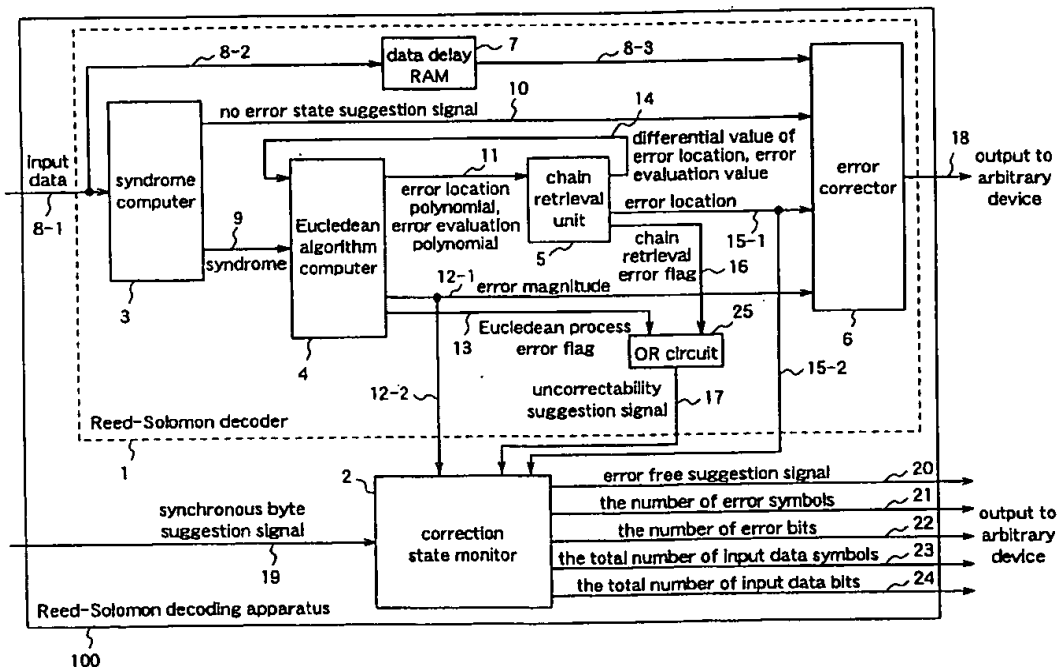 7
8-2
data delay
RAM
8-3
no error state suggestion signal
10
14
input
data
8-1
syndrome
computer
3
9
syndrome
Eucledean
algorithm
computer
4
11
error location
polynomial,
error evaluation
polynomial
chain
retrieval
unit
5
differential value of
error location, error
evaluation value
error location
15-1
chain
retrieval
error flag
16
12-1
error magnitude
Eucledean process
error flag
13
25
OR circuit
error
corrector
6
18
output to
arbitrary
device
12-2
uncorrectability
suggestion signal
17
15-2
Reed-Solomon decoder
1
2
synchronous byte
suggestion signal
19
correction
state monitor
error free suggestion signal
20
the number of error symbols
21
the number of error bits
22
the total number of input data symbols
23
the total number of input data bits
24
output to
arbitrary
device
Reed-Solomon decoding apparatus
100